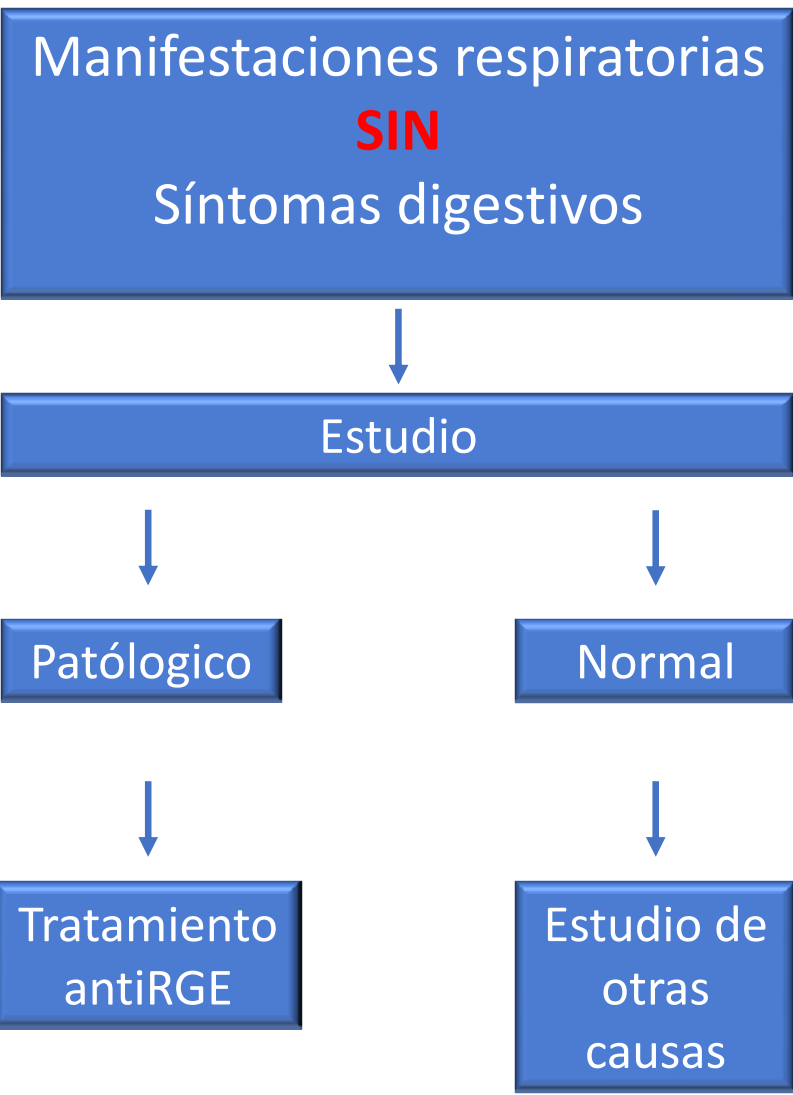 Manifestaciones respiratorias
SIN
Síntomas digestivos
Estudio
Patólogico
Normal
Tratamiento
antiRGE
Estudio de
otras
causas